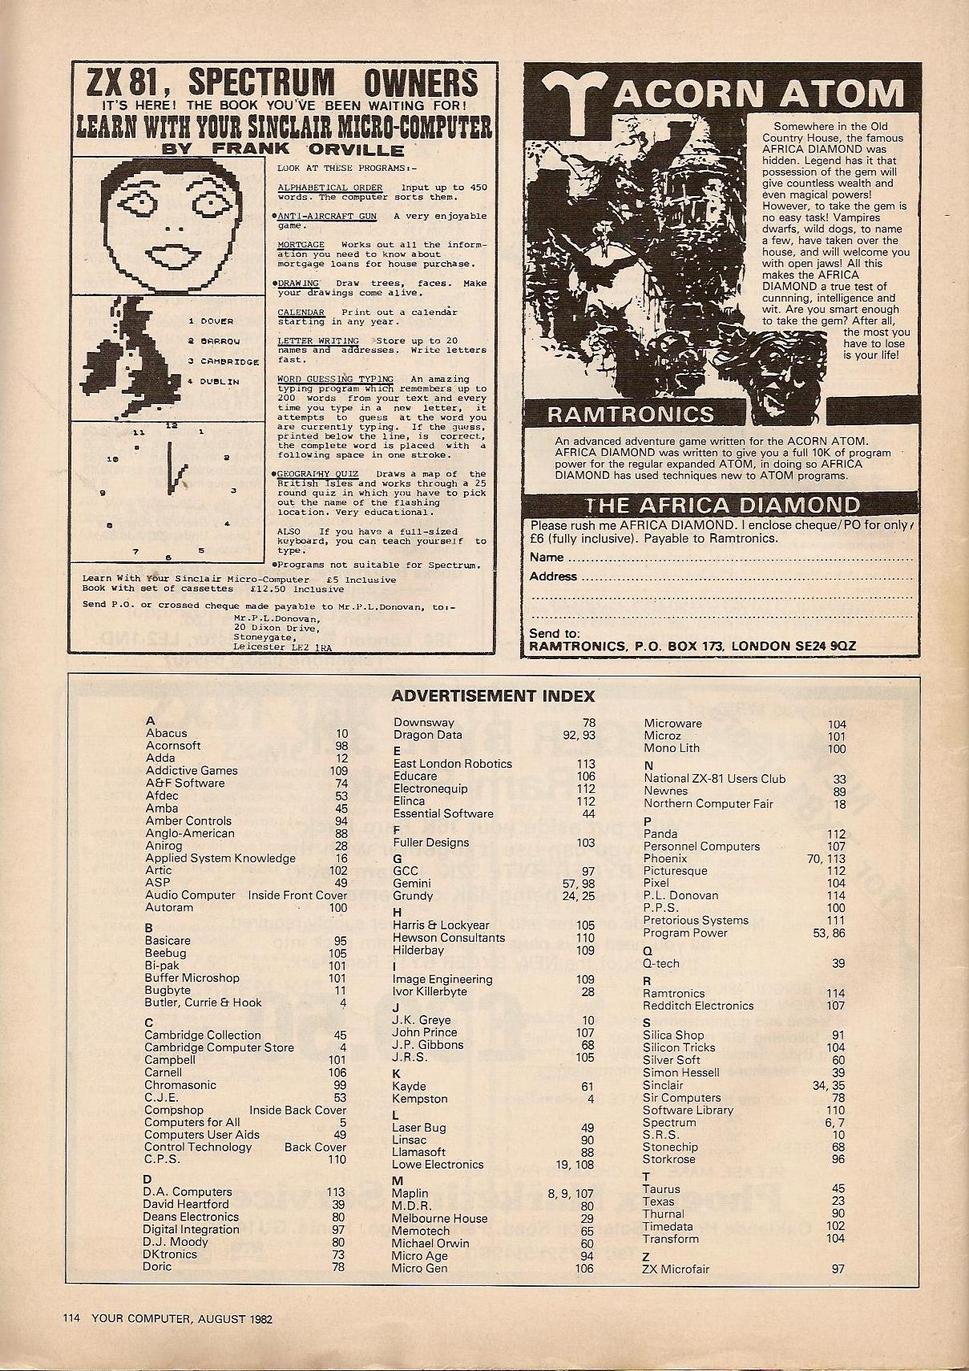 ZX 81, SPECTRUM OWNERS
IT'S HERE! THE BOOK YOU'VE BEEN WAITING FOR!
LEARN WITH YOUR SINCLAIR MICRO-COMPUTER
BY FRANK ORVILLE
1 DOVER
2 BARROW
3 CAMBRIDGE
4 DUBLIN
12
11
1
10
2
9
3
8
4
7
5
6
LOOK AT THESE PROGRAMS:-
ALPHABETICAL ORDER Input up to 450
words. The computer sorts them.
•ANTI-AIRCRAFT GUN A very enjoyable
game.
MORTGAGE Works out all the inform-
ation you need to know about
mortgage loans for house purchase.
•DRAWING Draw trees, faces. Make
your drawings come alive.
CALENDAR Print out a calendar
starting in any year.
LETTER WRITING Store up to 20
names and addresses. Write letters
fast.
WORD GUESSING TYPING An amazing
typing program which remembers up to
200 words from your text and every
time you type in a new letter, it
attempts to guess at the word you
are currently typing. If the guess,
printed below the line, is correct,
the complete word is placed with a
following space in one stroke.
•GEOGRAPHY QUIZ Draws a map of the
British Isles and works through a 25
round quiz in which you have to pick
out the name of the flashing
location. Very educational.
ALSO If you have a full-sized
keyboard, you can teach yourself to
type.
•Programs not suitable for Spectrum.
Learn With Your Sinclair Micro-Computer £5 Inclusive
Book with set of cassettes £12.50 Inclusive
Send P.O. or crossed cheque made payable to Mr.P.L.Donovan, to:-
Mr.P.L.Donovan,
20 Dixon Drive,
Stoneygate,
Leicester LE2 1RA
ACORN ATOM
Somewhere in the Old
Country House, the famous
AFRICA DIAMOND was
hidden. Legend has it that
possession of the gem will
give countless wealth and
even magical powers!
However, to take the gem is
no easy task! Vampires
dwarfs, wild dogs, to name
a few, have taken over the
house, and will welcome you
with open jaws! All this
makes the AFRICA
DIAMOND a true test of
cunnning, intelligence and
wit. Are you smart enough
to take the gem? After all,
the most you
have to lose
is your life!
RAMTRONICS
An advanced adventure game written for the ACORN ATOM.
AFRICA DIAMOND was written to give you a full 10K of program
power for the regular expanded ATOM, in doing so AFRICA
DIAMOND has used techniques new to ATOM programs.
THE AFRICA DIAMOND
Please rush me AFRICA DIAMOND. I enclose cheque/PO for only
£6 (fully inclusive). Payable to Ramtronics.
Name
Address
Send to:
RAMTRONICS, P.O. BOX 173, LONDON SE24 9QZ
ADVERTISEMENT INDEX
A
Abacus 10
Acornsoft 98
Adda 12
Addictive Games 109
A&F Software 74
Afdec 53
Amba 45
Amber Controls 94
Anglo-American 88
Anirog 28
Applied System Knowledge 16
Artic 102
ASP 49
Audio Computer Inside Front Cover
Autoram 100
B
Basicare 95
Beebug 105
Bi-pak 101
Buffer Microshop 101
Bugbyte 11
Butler, Currie & Hook 4
C
Cambridge Collection 45
Cambridge Computer Store 4
Campbell 101
Carnell 106
Chromasonic 99
C.J.E. 53
Compshop Inside Back Cover
Computers for All 5
Computers User Aids 49
Control Technology Back Cover
C.P.S. 110
D
D.A. Computers 113
David Heartford 39
Deans Electronics 80
Digital Integration 97
D.J. Moody 80
DKtronics 73
Doric 78
Downsway 78
Dragon Data 92, 93
E
East London Robotics 113
Educare 106
Electronequip 112
Elinca 112
Essential Software 44
F
Fuller Designs 103
G
GCC 97
Gemini 57, 98
Grundy 24, 25
H
Harris & Lockyear 105
Hewson Consultants 110
Hilderbay 109
I
Image Engineering 109
Ivor Killerbyte 28
J
J.K. Greye 10
John Prince 107
J.P. Gibbons 68
J.R.S. 105
K
Kayde 61
Kempston 4
L
Laser Bug 49
Linsac 90
Llamasoft 88
Lowe Electronics 19, 108
M
Maplin 8, 9, 107
M.D.R. 80
Melbourne House 29
Memotech 65
Michael Orwin 60
Micro Age 94
Micro Gen 106
Microware 104
Microz 101
Mono Lith 100
N
National ZX-81 Users Club 33
Newnes 89
Northern Computer Fair 18
P
Panda 112
Personnel Computers 107
Phoenix 70, 113
Picturesque 112
Pixel 104
P.L. Donovan 114
P.P.S. 100
Pretorious Systems 111
Program Power 53, 86
Q
Q-tech 39
R
Ramtronics 114
Redditch Electronics 107
S
Silica Shop 91
Silicon Tricks 104
Silver Soft 60
Simon Hessell 39
Sinclair 34, 35
Sir Computers 78
Software Library 110
Spectrum 6, 7
S.R.S. 10
Stonechip 68
Storkrose 96
T
Taurus 45
Texas 23
Thurnal 90
Timedata 102
Transform 104
Z
ZX Microfair 97
114 YOUR COMPUTER, AUGUST 1982